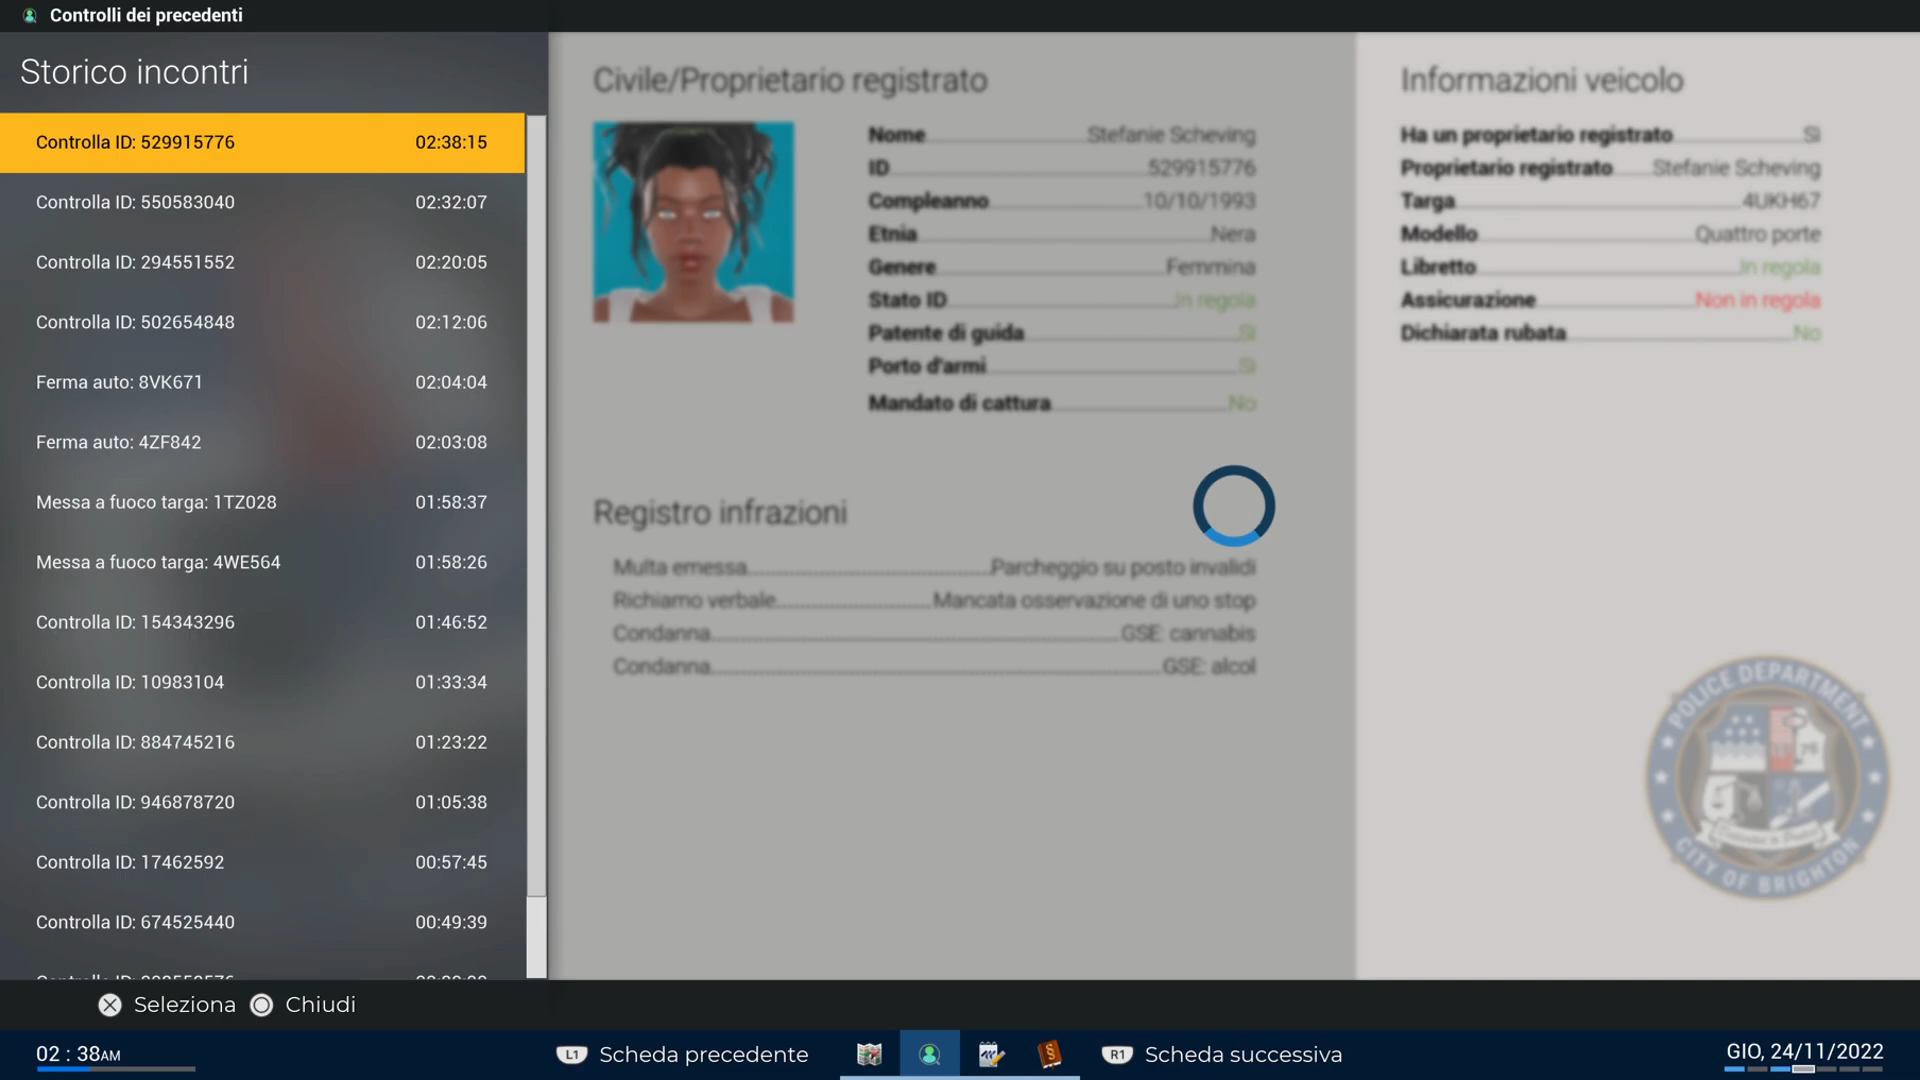 Controlli dei precedenti
Storico incontri
Controlla ID: 529915776 02:38:15
Controlla ID: 550583040 02:32:07
Controlla ID: 294551552 02:20:05
Controlla ID: 502654848 02:12:06
Ferma auto: 8VK671 02:04:04
Ferma auto: 4ZF842 02:03:08
Messa a fuoco targa: 1TZ028 01:58:37
Messa a fuoco targa: 4WE564 01:58:26
Controlla ID: 154343296 01:46:52
Controlla ID: 10983104 01:33:34
Controlla ID: 884745216 01:23:22
Controlla ID: 946878720 01:05:38
Controlla ID: 17462592 00:57:45
Controlla ID: 674525440 00:49:39
Controlla ID:
Civile/Proprietario registrato
Nome Stefanie Scheving
ID 529915776
Compleanno 10/10/1993
Etnia Nera
Genere Femmina
Stato ID In regola
Patente di guida Sì
Porto d'armi Sì
Mandato di cattura No
Registro infrazioni
Multa emessa Parcheggio su posto invalidi
Richiamo verbale Mancata osservazione di uno stop
Condanna GSE: cannabis
Condanna GSE: alcol
Informazioni veicolo
Ha un proprietario registrato Sì
Proprietario registrato Stefanie Scheving
Targa 4UKH67
Modello Quattro porte
Libretto In regola
Assicurazione Non in regola
Dichiarata rubata No
POLICE DEPARTMENT
CITY OF BRIGHTON
Seleziona Chiudi
02 : 38AM
L1 Scheda precedente
R1 Scheda successiva
GIO, 24/11/2022